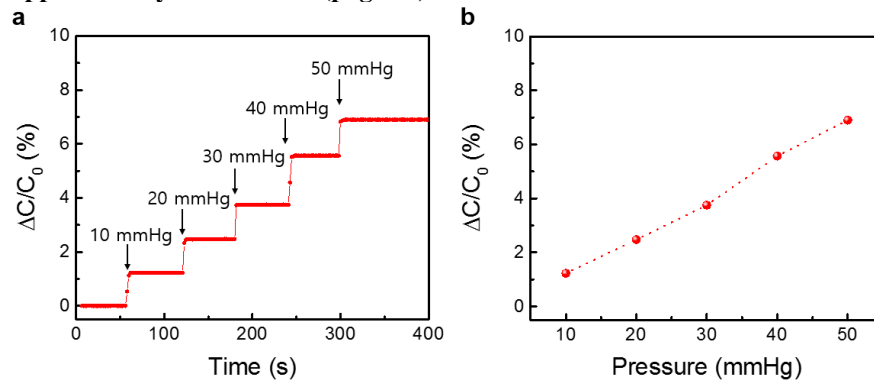 a
10
8
6
4
2
0
ΔC/C0 (%)
10 mmHg
20 mmHg
30 mmHg
40 mmHg
50 mmHg
0 100 200 300 400
Time (s)
b
10
8
6
4
2
0
ΔC/C0 (%)
10 20 30 40 50
Pressure (mmHg)